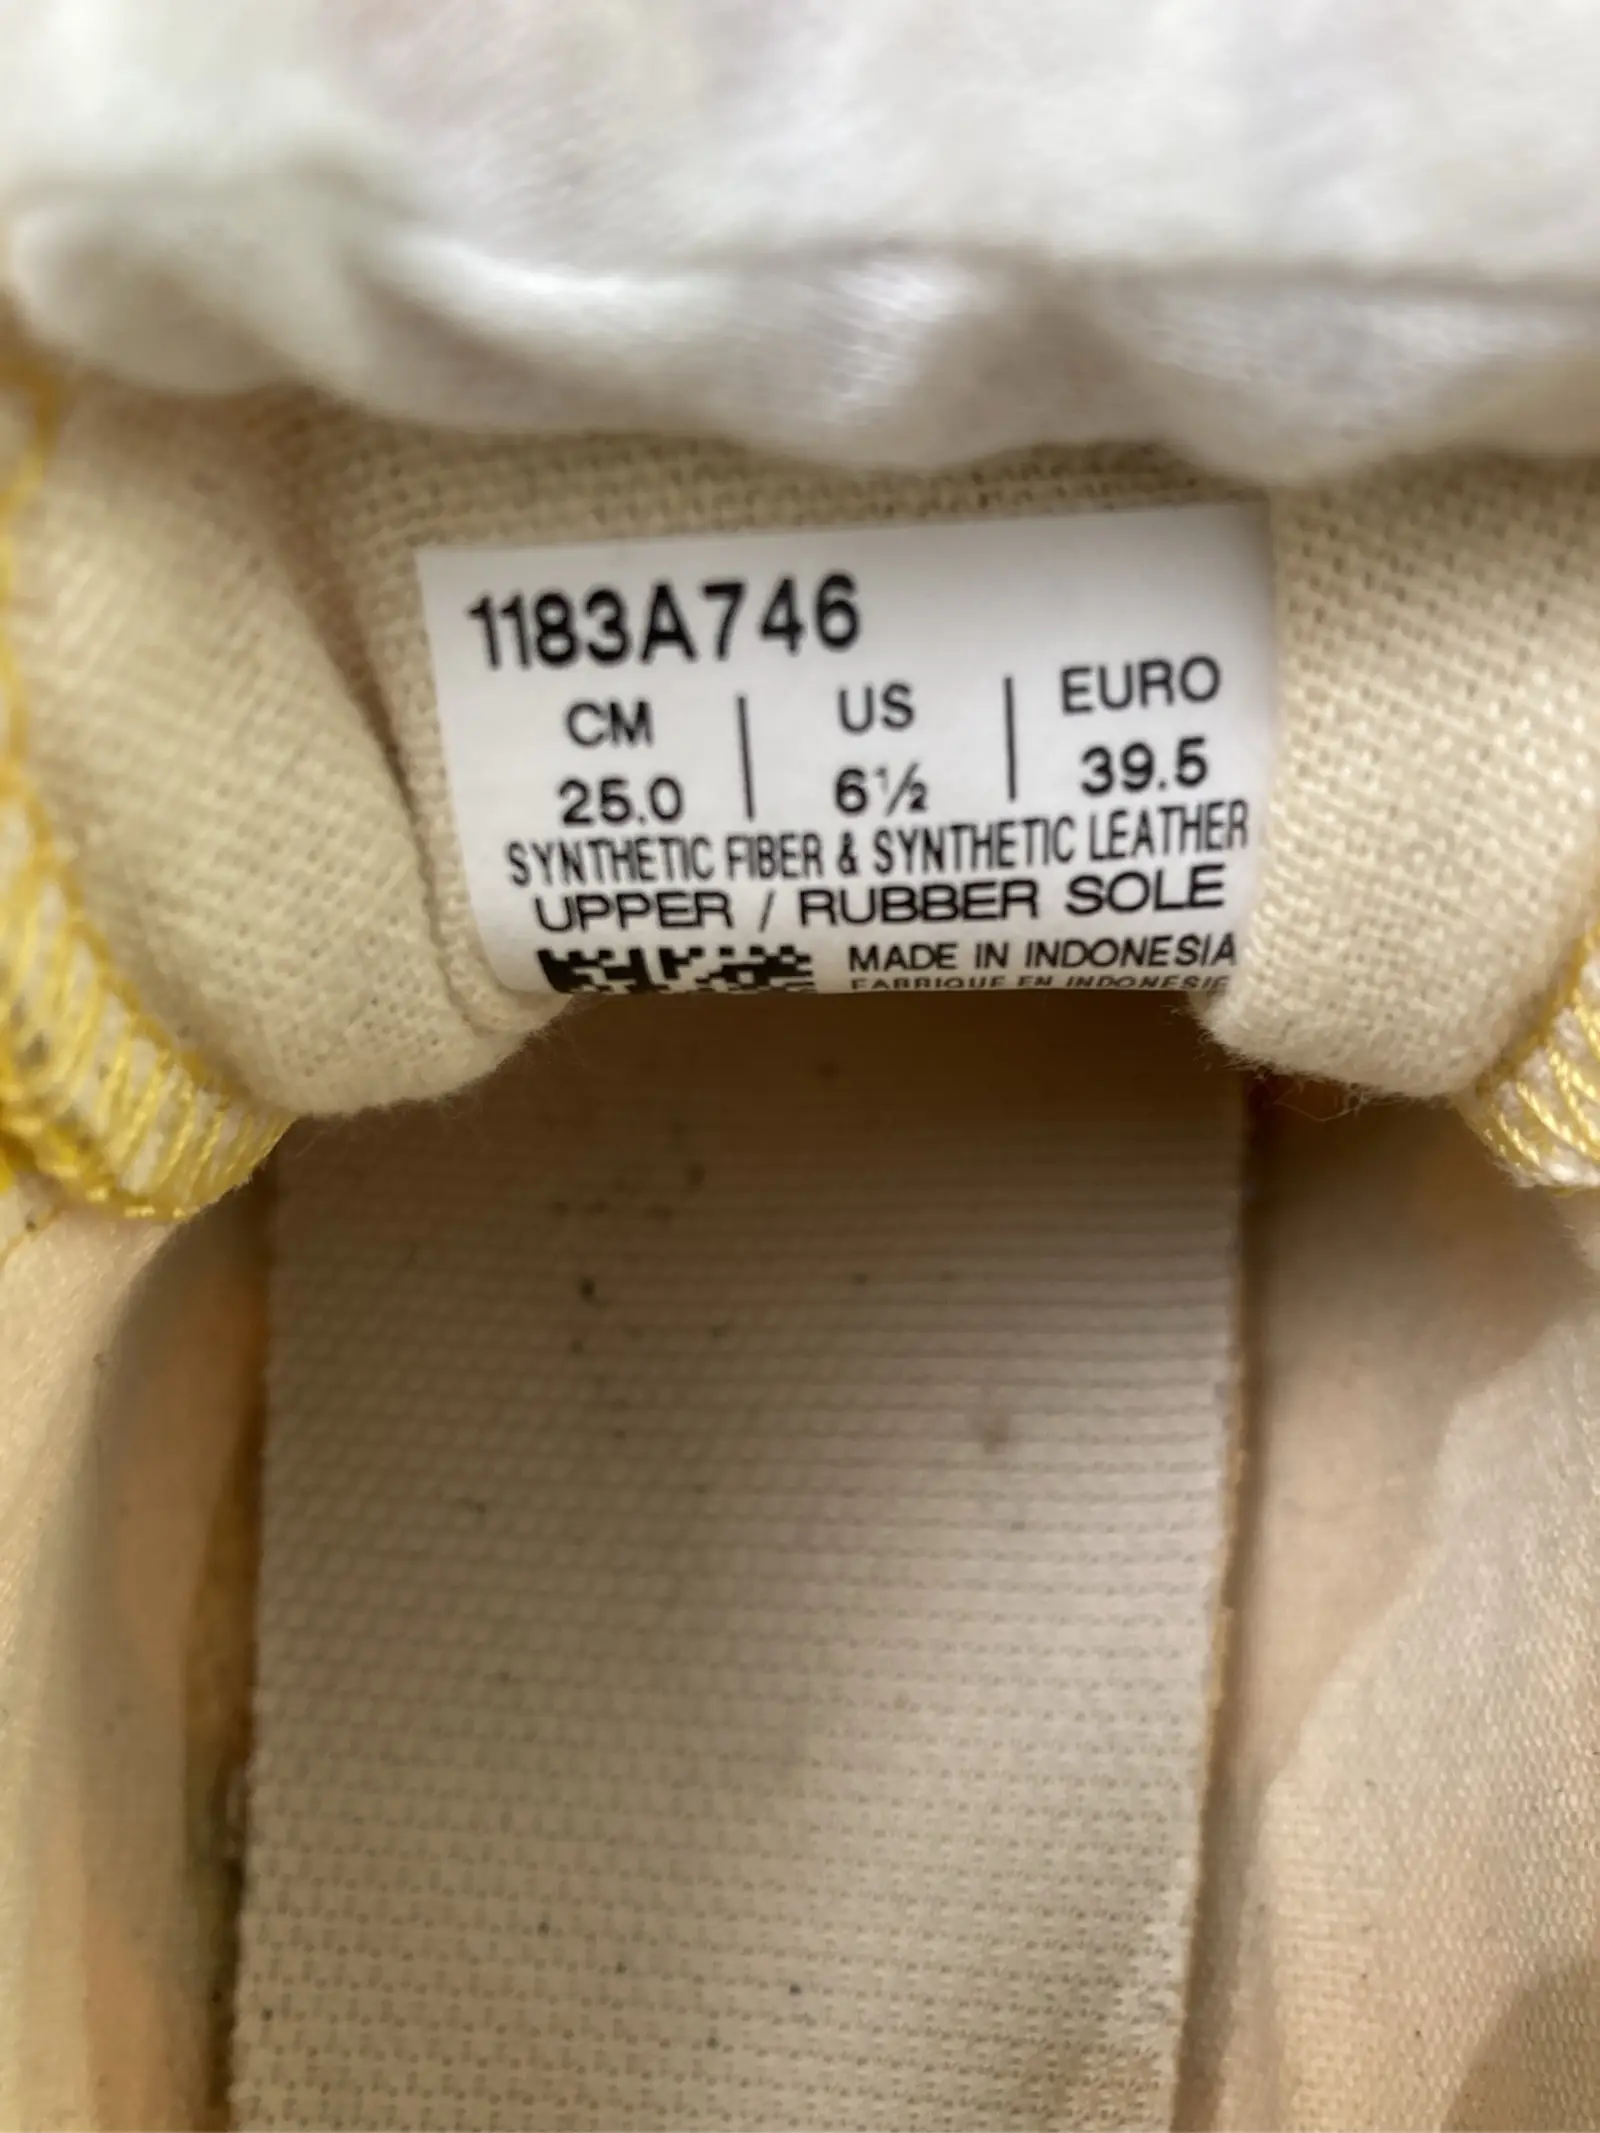 1183A746
CM | US | EURO
25.0 | 6½ | 39.5
SYNTHETIC FIBER & SYNTHETIC LEATHER
UPPER / RUBBER SOLE
MADE IN INDONESIA
FABRIQUE EN INDONESIE